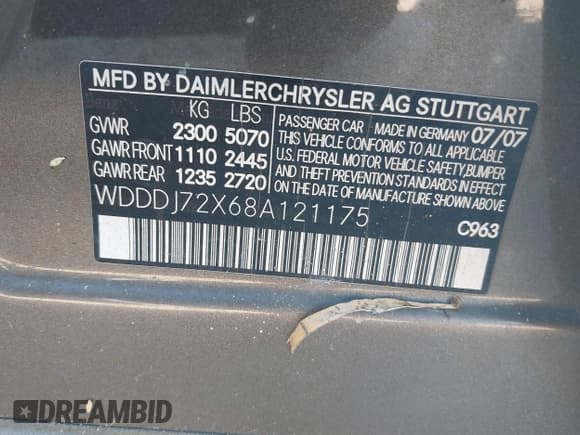 MFD BY DAIMLERCHRYSLER AG STUTTGART
KG LBS
GVWR 2300 5070
GAWR FRONT 1110 2445
GAWR REAR 1235 2720
PASSENGER CAR MADE IN GERMANY 07/07
THIS VEHICLE CONFORMS TO ALL APPLICABLE
U.S. FEDERAL MOTOR VEHICLE SAFETY, BUMPER
AND THEFT PREVENTION STANDARDS IN EFFECT
ON THE DATE OF MANUFACTURE SHOWN ABOVE.
WDDDJ72X68A121175
C963
DREAMBID